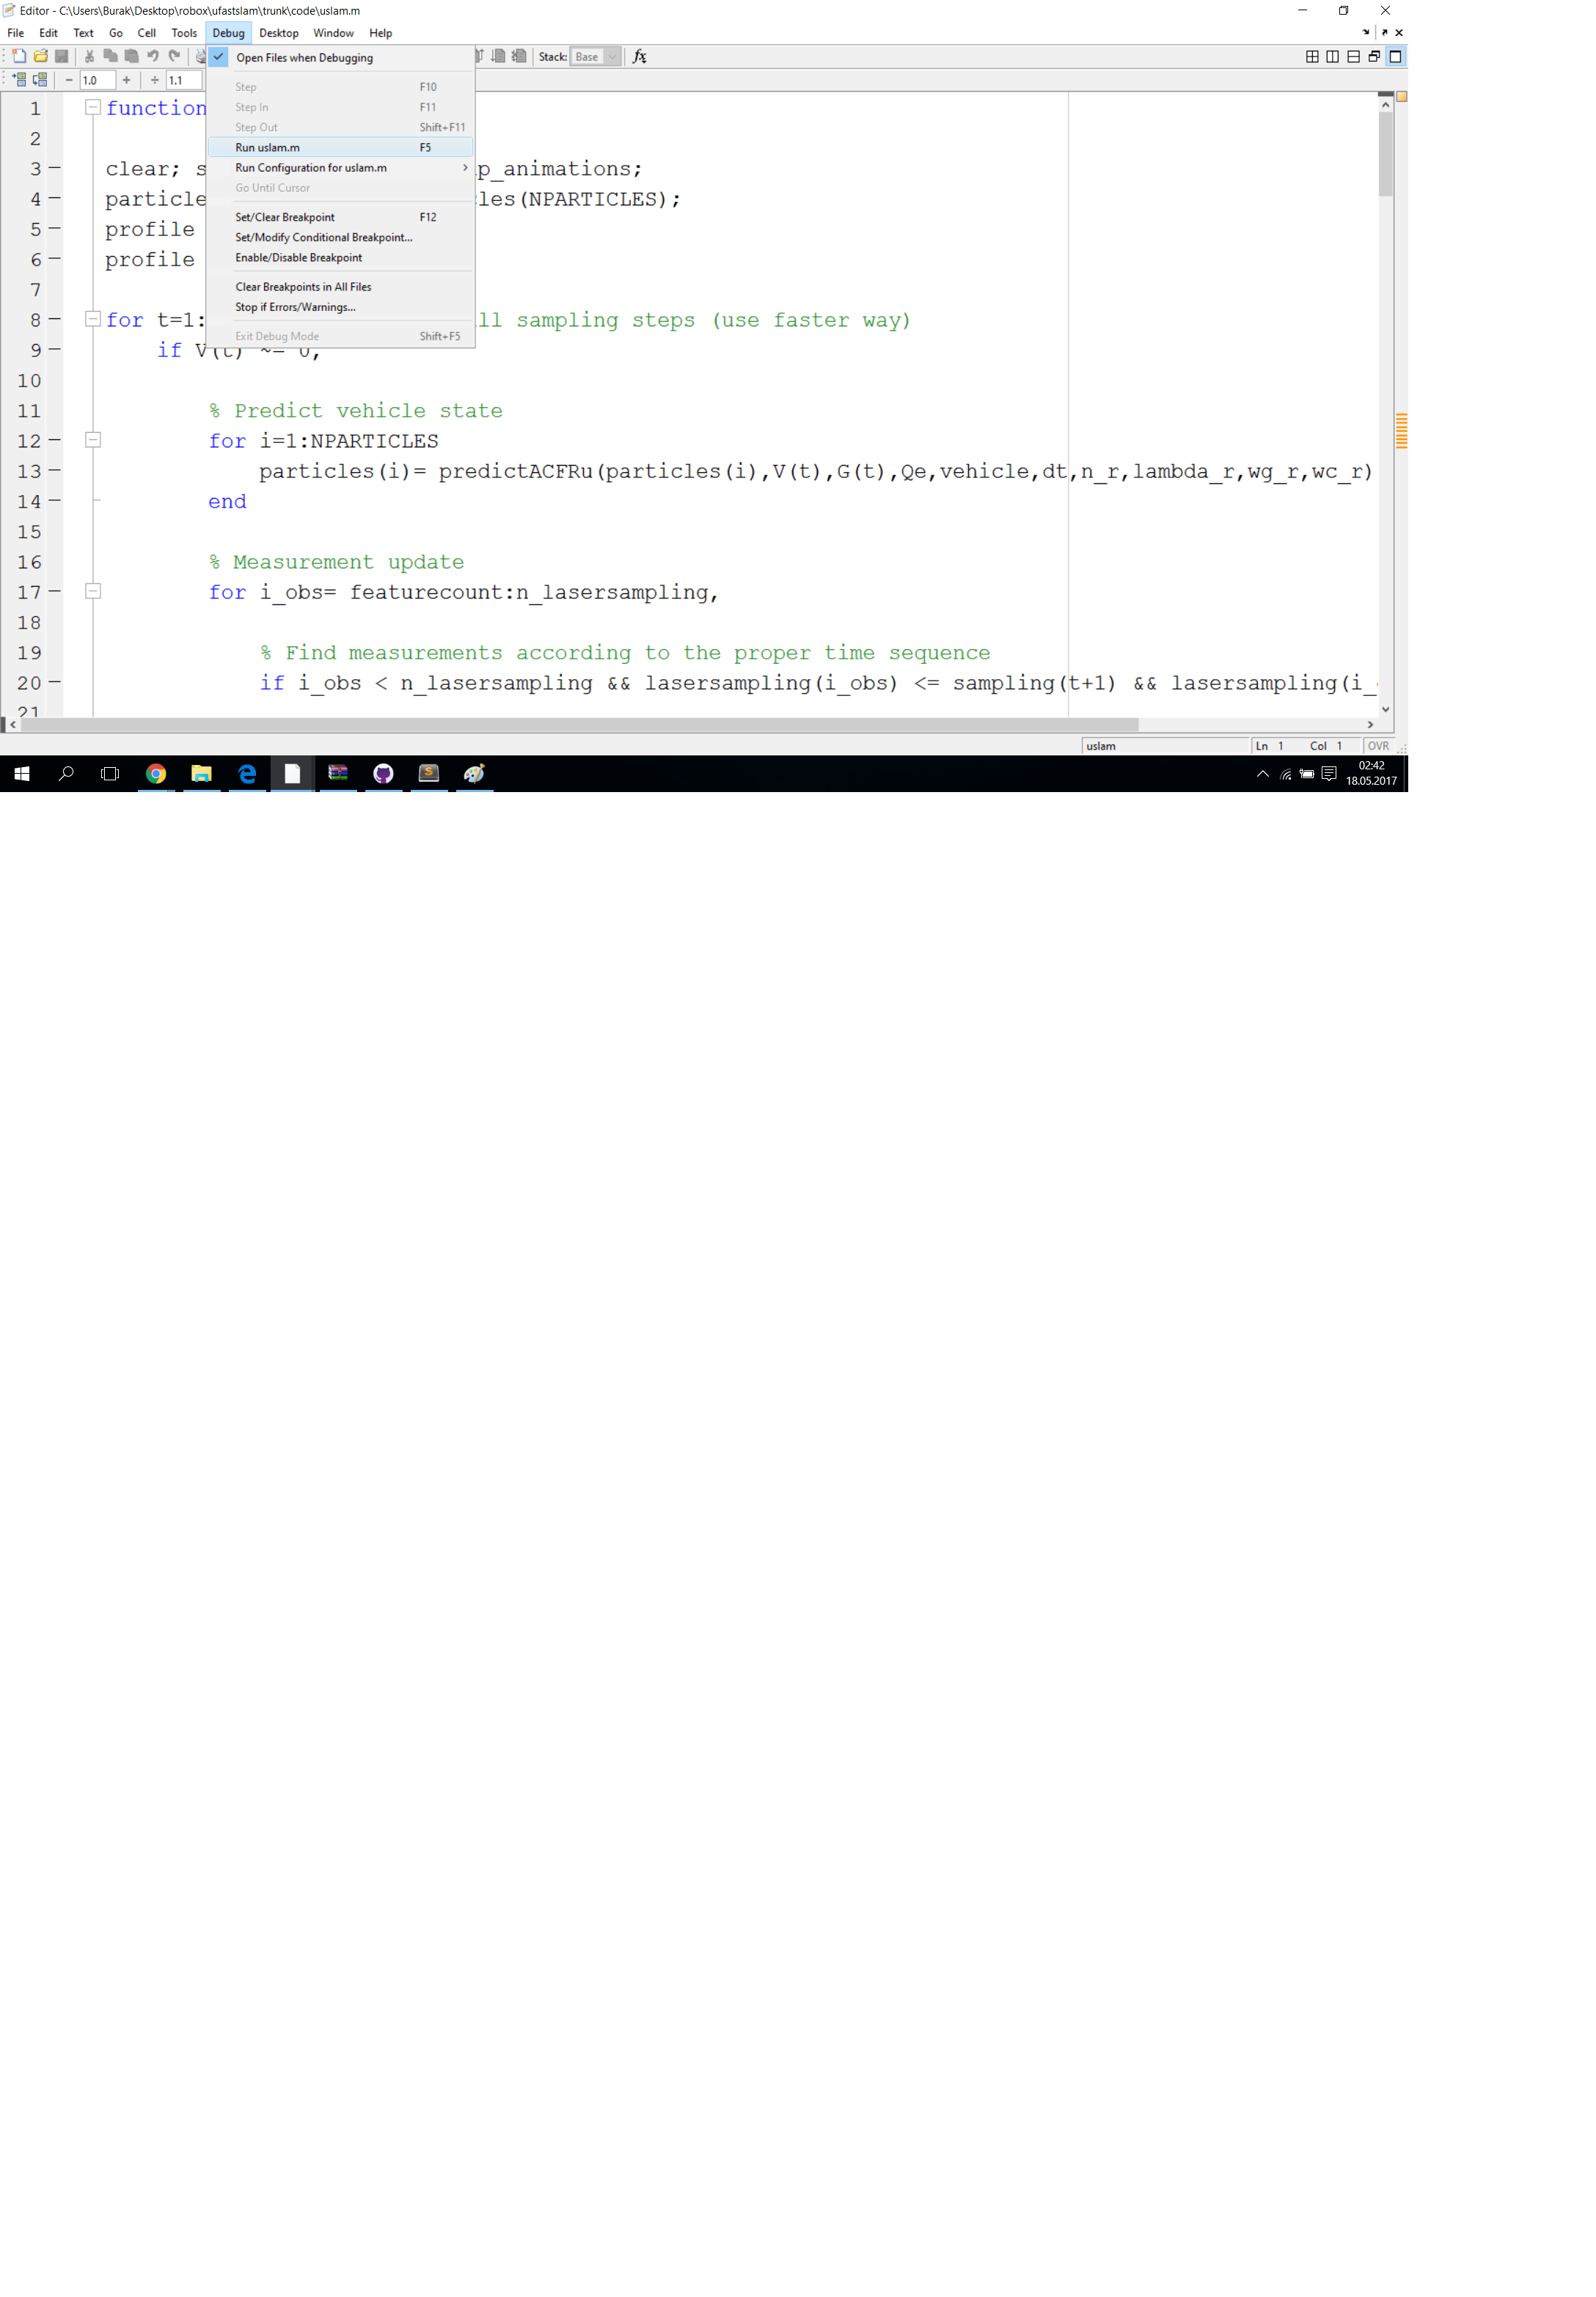 Editor - C:\Users\Burak\Desktop\robox\ufastslam\trunk\code\uslam.m
File Edit Text Go Cell Tools Debug Desktop Window Help
Stack: Base fx
1.0 1.1
Open Files when Debugging
Step F10
Step In F11
Step Out Shift+F11
Run uslam.m F5
Run Configuration for uslam.m
Go Until Cursor
Set/Clear Breakpoint F12
Set/Modify Conditional Breakpoint...
Enable/Disable Breakpoint
Clear Breakpoints in All Files
Stop if Errors/Warnings...
Exit Debug Mode Shift+F5
1 function
2
3 clear; s p_animations;
4 particle les(NPARTICLES);
5 profile
6 profile
7
8 for t=1: ll sampling steps (use faster way)
9 if V(t) ~= 0,
10
11 % Predict vehicle state
12 for i=1:NPARTICLES
13 particles(i)= predictACFRu(particles(i),V(t),G(t),Qe,vehicle,dt,n_r,lambda_r,wg_r,wc_r)
14 end
15
16 % Measurement update
17 for i_obs= featurecount:n_lasersampling,
18
19 % Find measurements according to the proper time sequence
20 if i_obs < n_lasersampling && lasersampling(i_obs) <= sampling(t+1) && lasersampling(i_
21
uslam Ln 1 Col 1 OVR
02:42
18.05.2017